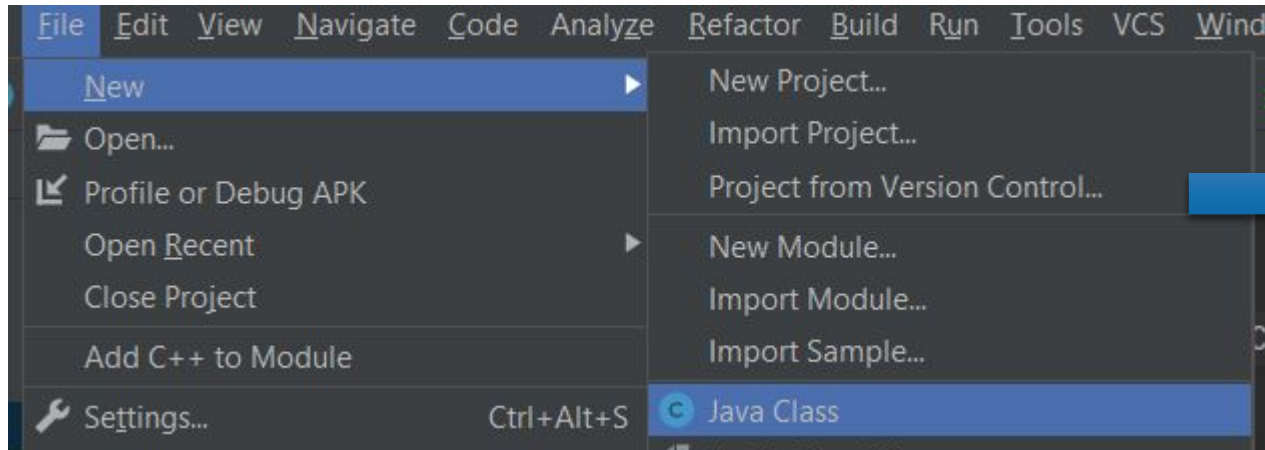 File Edit View Navigate Code Analyze Refactor Build Run Tools VCS
New
Open...
Profile or Debug APK
Open Recent
Close Project
Add C++ to Module
Settings... Ctrl+Alt+S
New Project...
Import Project...
Project from Version Control...
New Module...
Import Module...
Import Sample...
Java Class